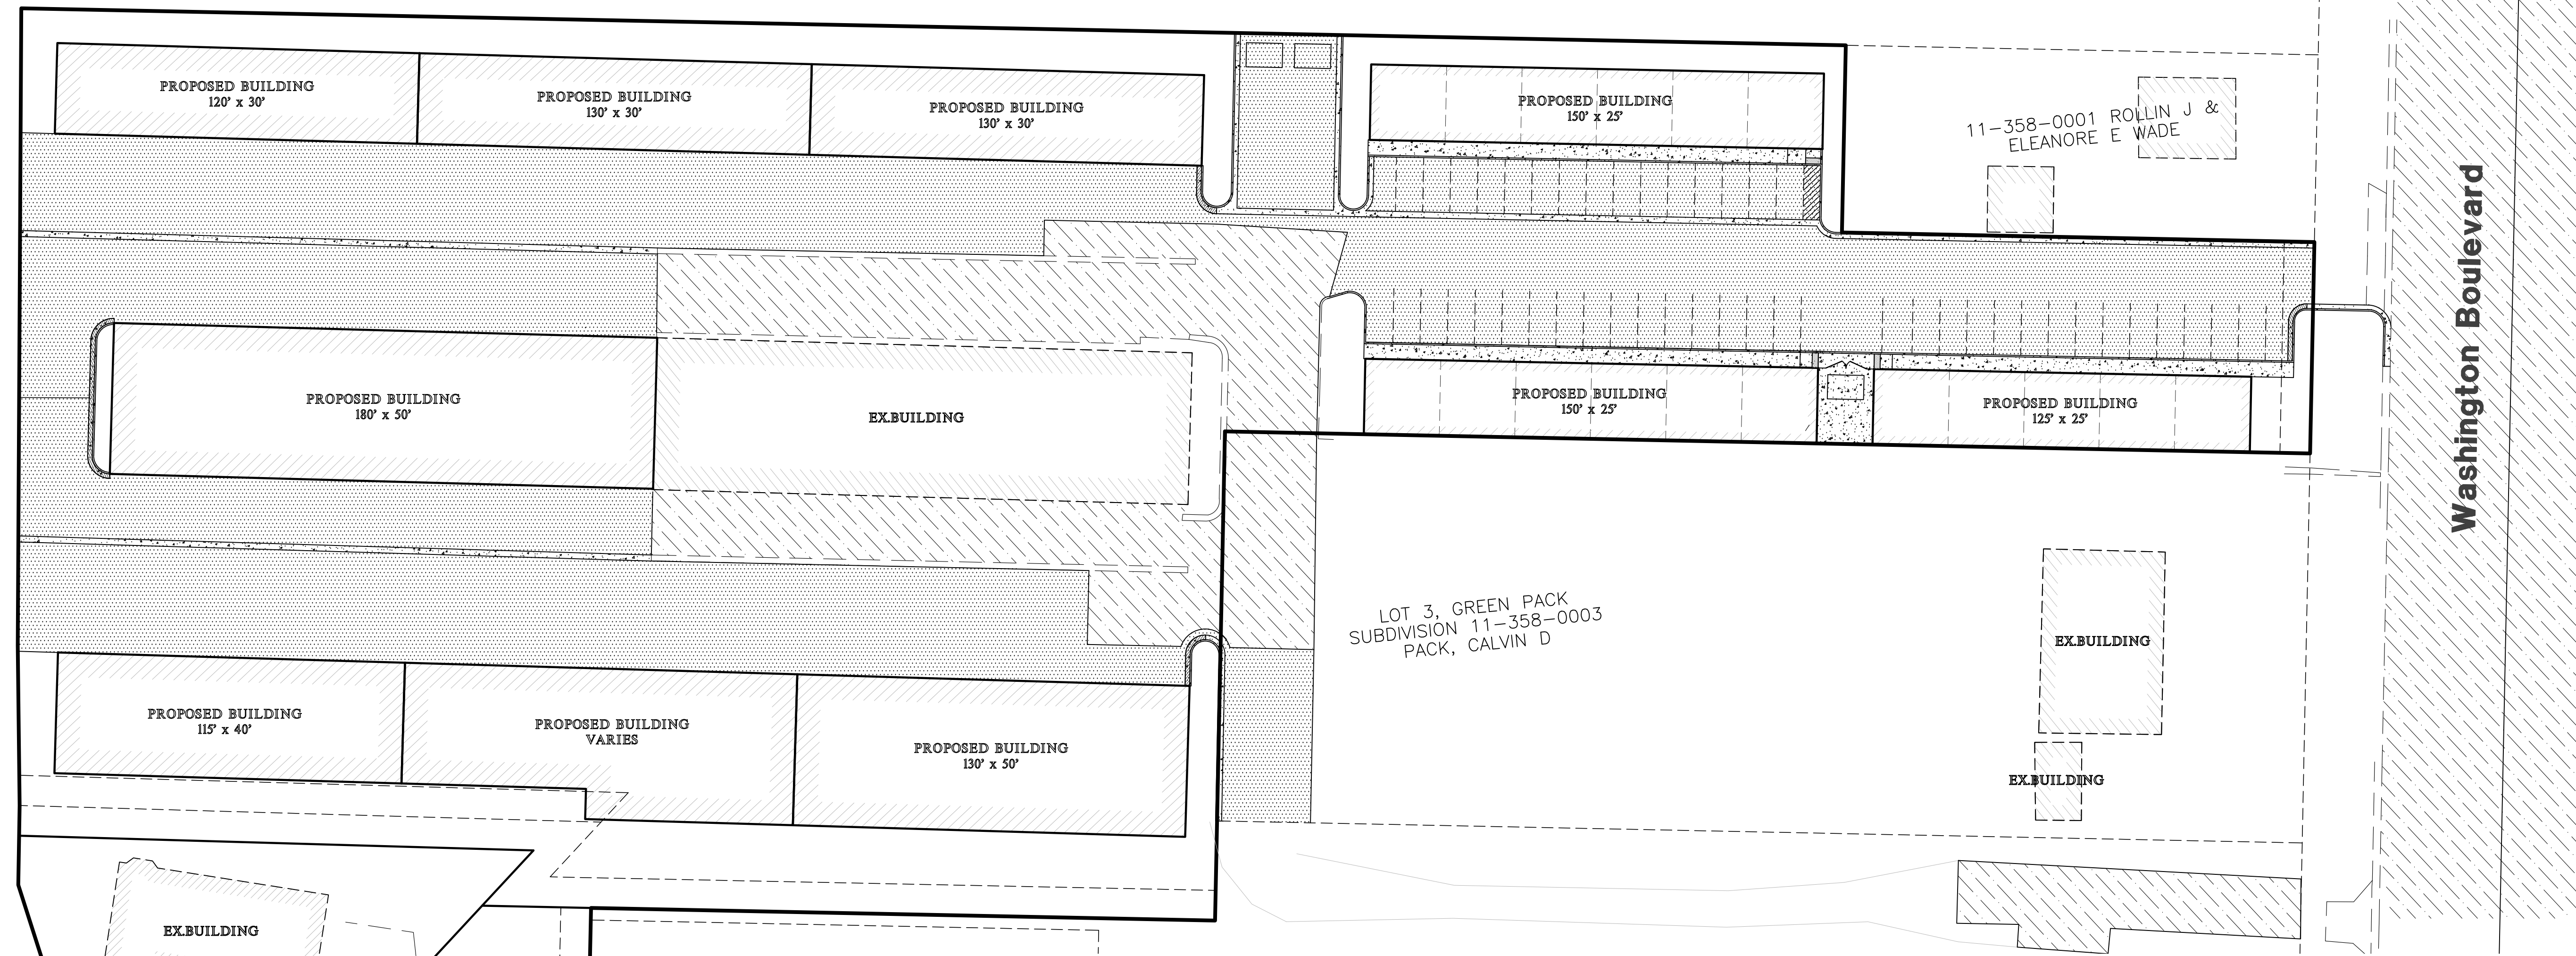 PROPOSED BUILDING
120' x 30'
PROPOSED BUILDING
130' x 30'
PROPOSED BUILDING
130' x 30'
PROPOSED BUILDING
150' x 25'
11-358-0001 ROLLIN J &
ELEANORE E WADE
Washington Boulevard
PROPOSED BUILDING
180' x 50'
EX.BUILDING
PROPOSED BUILDING
150' x 25'
PROPOSED BUILDING
125' x 25'
LOT 3, GREEN PACK
SUBDIVISION 11-358-0003
PACK, CALVIN D
EX.BUILDING
EX.BUILDING
PROPOSED BUILDING
115' x 40'
PROPOSED BUILDING
VARIES
PROPOSED BUILDING
130' x 50'
EX.BUILDING